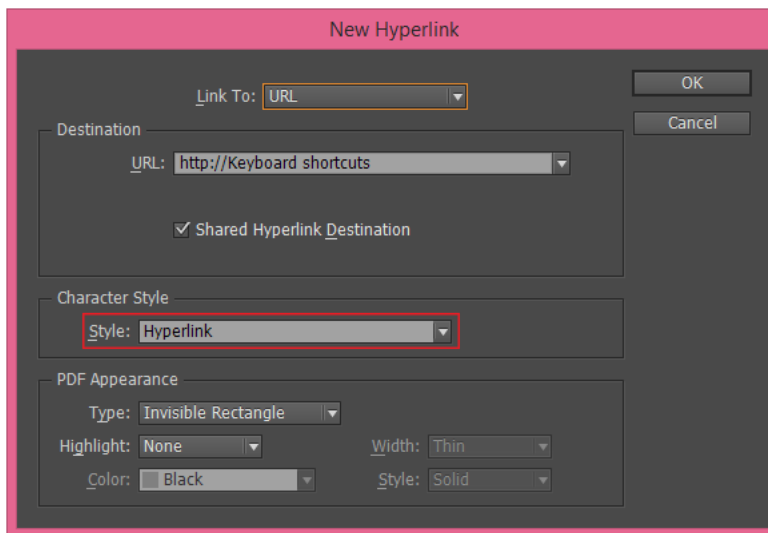 New Hyperlink
Link To: URL
OK
Cancel
Destination
URL: http://Keyboard shortcuts
Shared Hyperlink Destination
Character Style
Style: Hyperlink
PDF Appearance
Type: Invisible Rectangle
Highlight: None Width: Thin
Color: Black Style: Solid